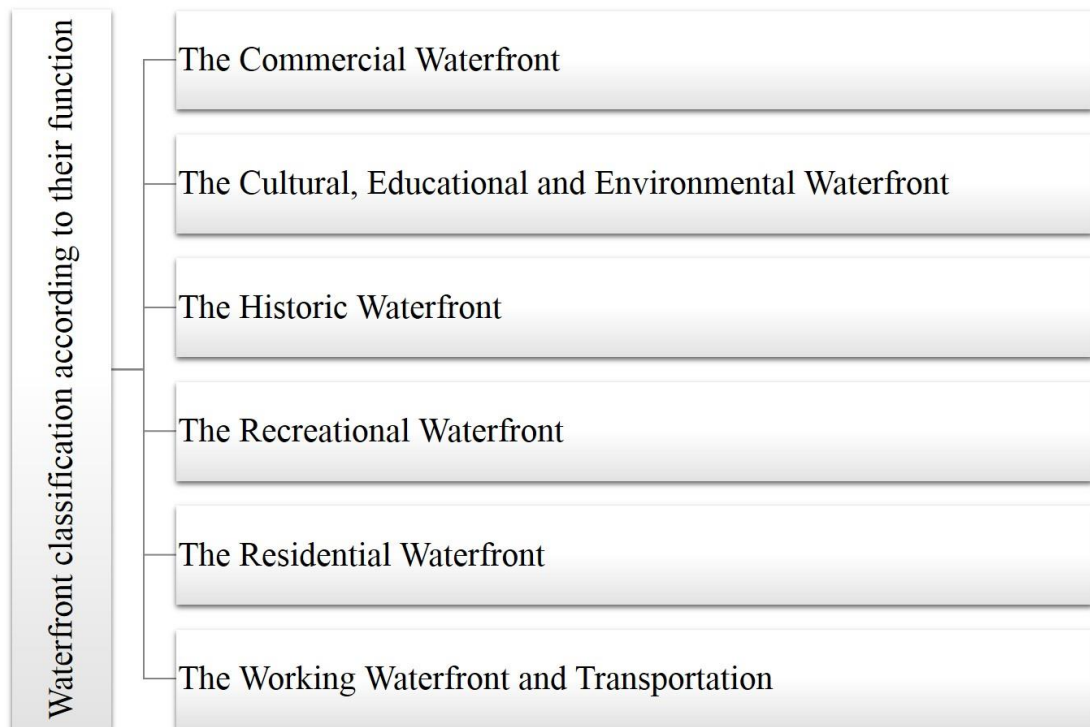 Waterfront classification according to their function
The Commercial Waterfront
The Cultural, Educational and Environmental Waterfront
The Historic Waterfront
The Recreational Waterfront
The Residential Waterfront
The Working Waterfront and Transportation